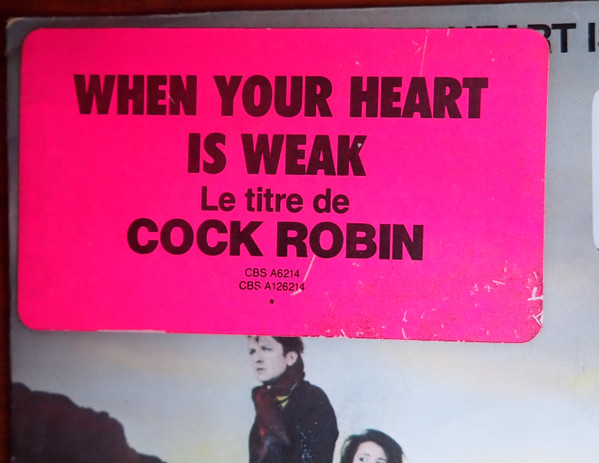 WHEN YOUR HEART
IS WEAK
Le titre de
COCK ROBIN
CBS A6214
CBS A126214
*